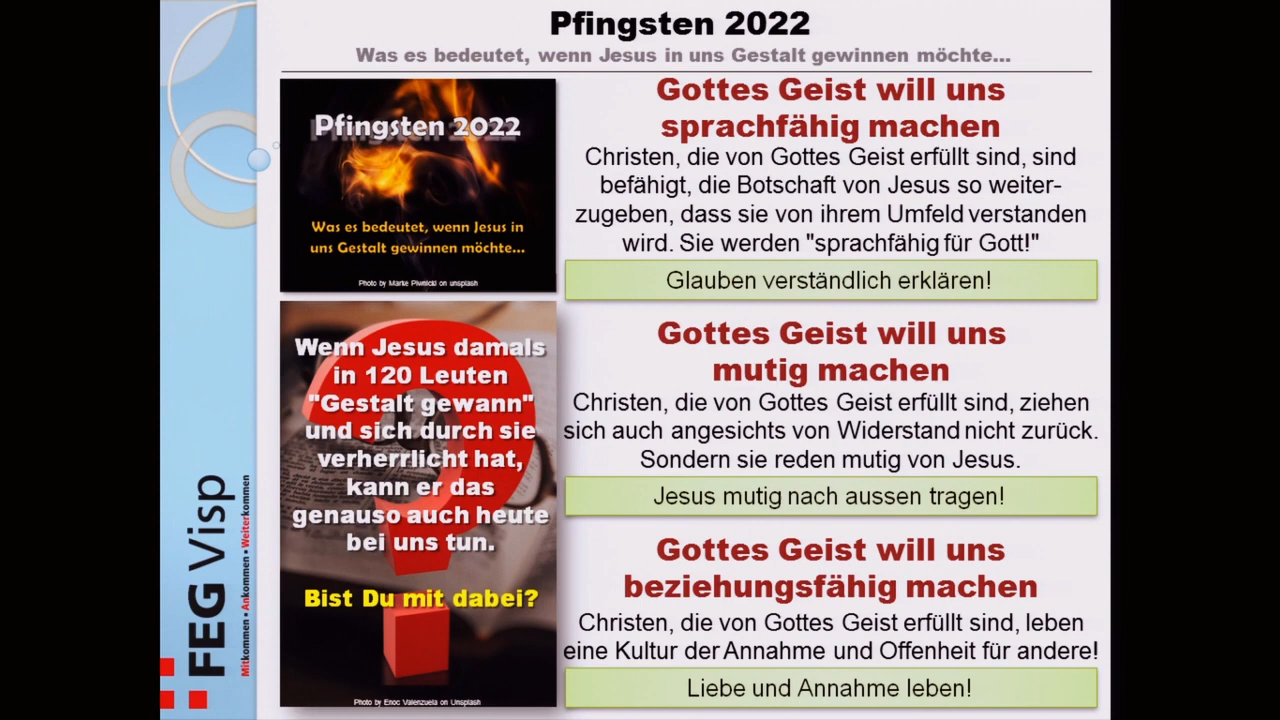 Pfingsten 2022
Was es bedeutet, wenn Jesus in uns Gestalt gewinnen möchte...
Pfingsten 2022
Was es bedeutet, wenn Jesus in
uns Gestalt gewinnen möchte...
Photo by Marke Piwnicki on unsplash
Wenn Jesus damals
in 120 Leuten
"Gestalt gewann"
und sich durch sie
verherrlicht hat,
kann er das
genauso auch heute
bei uns tun.
Bist Du mit dabei?
Photo by Enoc Valenzuela on Unsplash
Gottes Geist will uns
sprachfähig machen
Christen, die von Gottes Geist erfüllt sind, sind
befähigt, die Botschaft von Jesus so weiter-
zugeben, dass sie von ihrem Umfeld verstanden
wird. Sie werden "sprachfähig für Gott!"
Glauben verständlich erklären!
Gottes Geist will uns
mutig machen
Christen, die von Gottes Geist erfüllt sind, ziehen
sich auch angesichts von Widerstand nicht zurück.
Sondern sie reden mutig von Jesus.
Jesus mutig nach aussen tragen!
Gottes Geist will uns
beziehungsfähig machen
Christen, die von Gottes Geist erfüllt sind, leben
eine Kultur der Annahme und Offenheit für andere!
Liebe und Annahme leben!
FEG Visp
Mitkommen • Ankommen • Weiterkommen